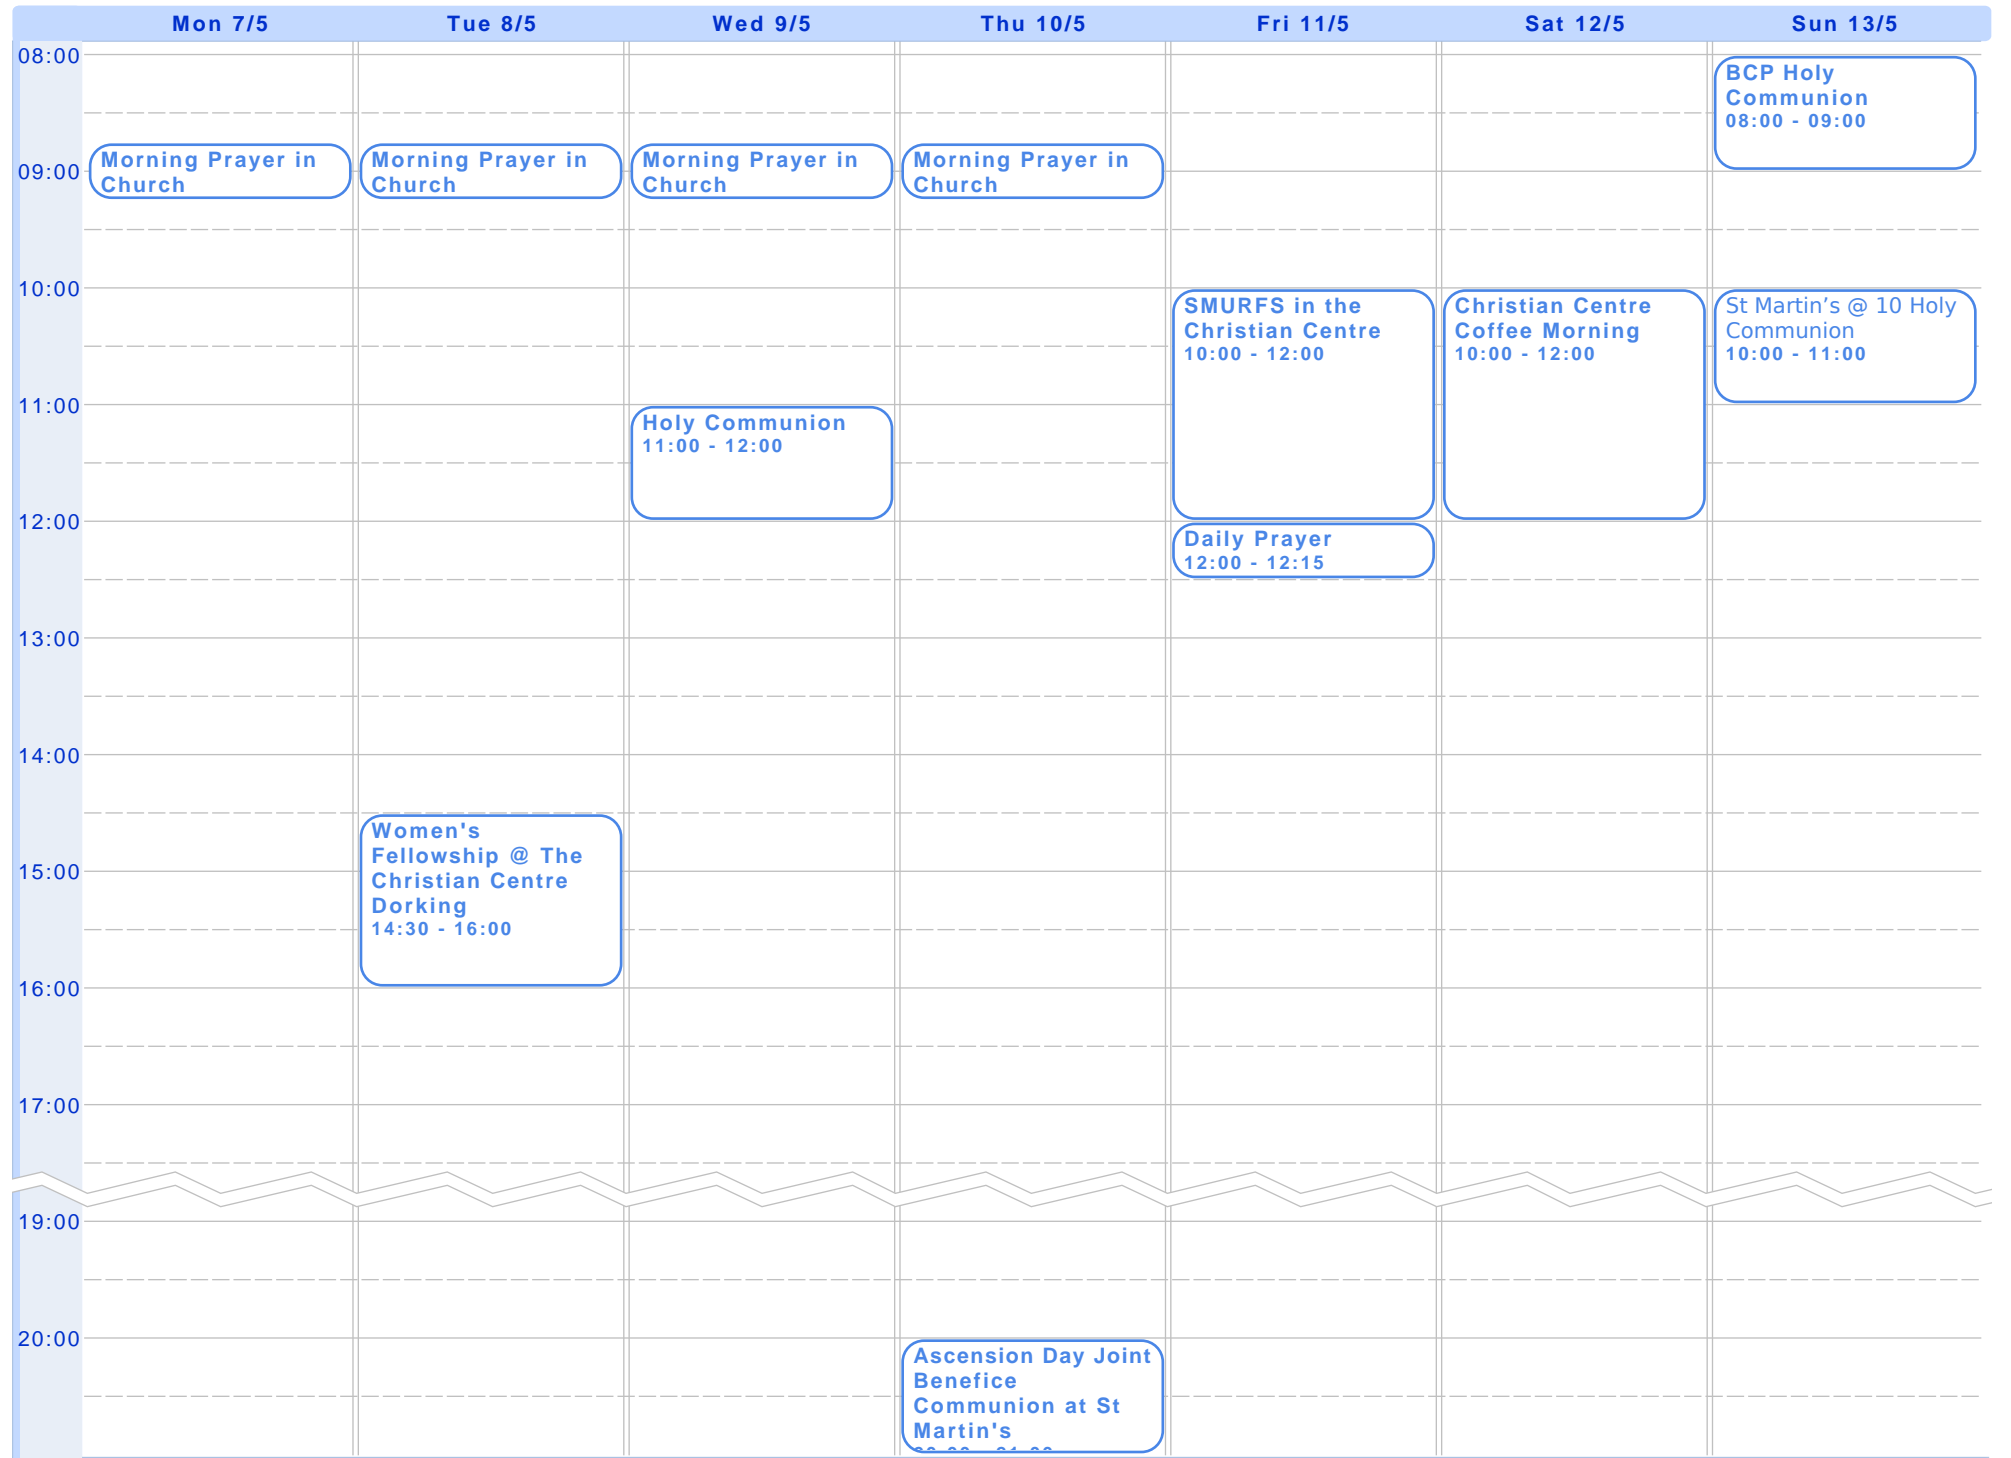 Mon 7/5 Tue 8/5 Wed 9/5 Thu 10/5 Fri 11/5 Sat 12/5 Sun 13/5
08:00
BCP Holy
Communion
08:00 - 09:00
Morning Prayer in
Church
Morning Prayer in
Church
Morning Prayer in
Church
Morning Prayer in
Church
09:00
10:00
SMURFS in the
Christian Centre
10:00 - 12:00
Christian Centre
Coffee Morning
10:00 - 12:00
St Martin’s @ 10 Holy
Communion
10:00 - 11:00
11:00
Holy Communion
11:00 - 12:00
12:00
Daily Prayer
12:00 - 12:15
13:00
14:00
Women's
Fellowship @ The
Christian Centre
Dorking
14:30 - 16:00
15:00
16:00
17:00
19:00
20:00
Ascension Day Joint
Benefice
Communion at St
Martin's